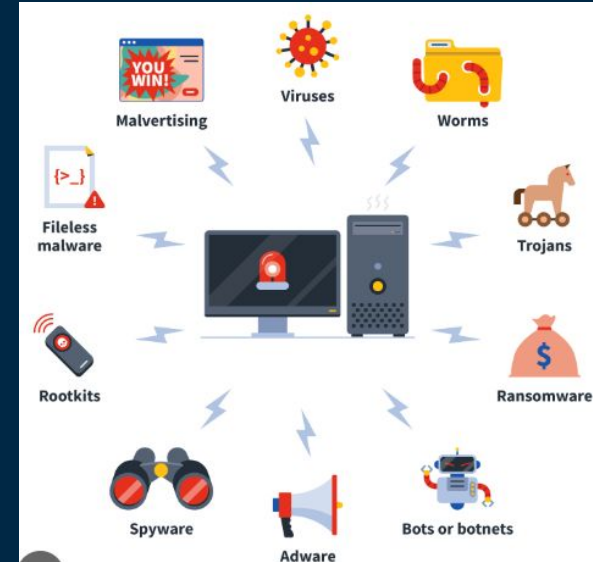 YOU
WIN!
Malvertising
Viruses
Worms
{>_}
!
Fileless
malware
Trojans
Rootkits
$
Ransomware
Spyware
Adware
Bots or botnets